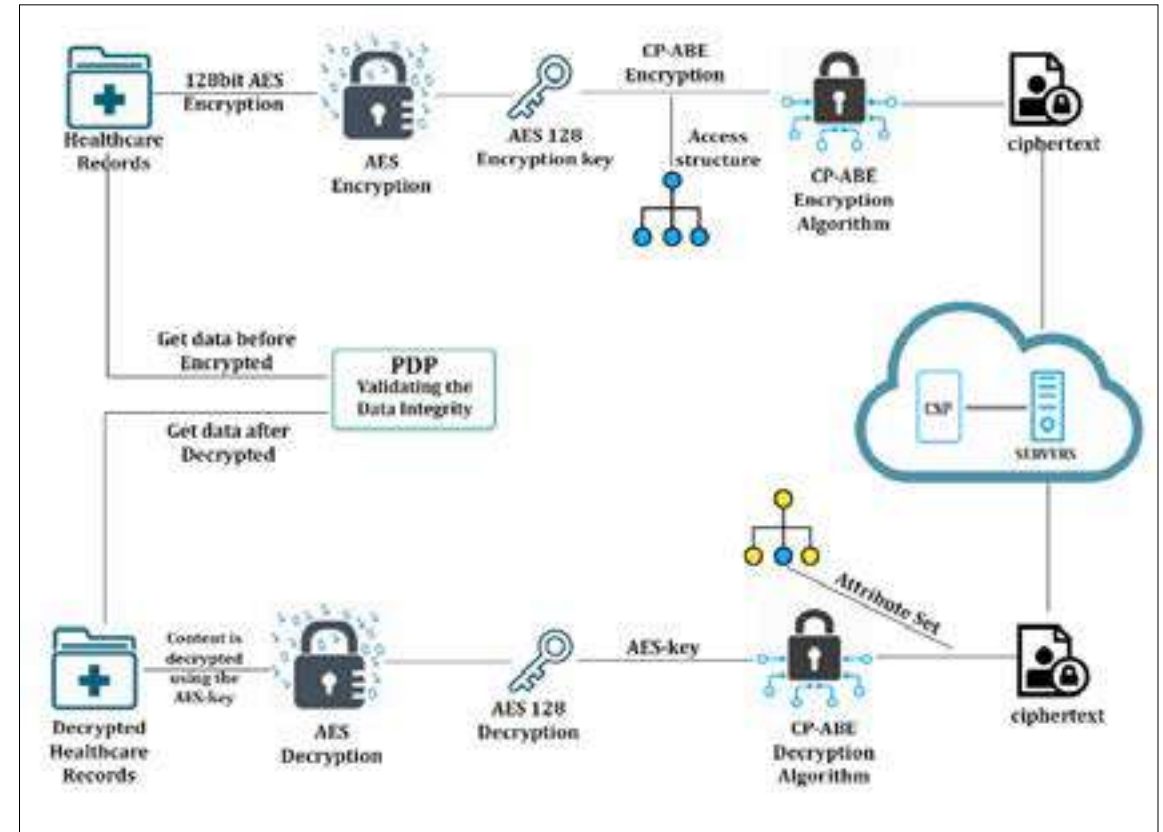 128bit AES
Encryption
Healthcare
Records
AES
Encryption
AES 128
Encryption key
CP-ABE
Encryption
Access
structure
CP-ABE
Encryption
Algorithm
ciphertext
Get data before
Encrypted
PDP
Validating the
Data Integrity
Get data after
Decrypted
CSP
SERVERS
Attribute Set
Content is
decrypted
using the
AES-key
Decrypted
Healthcare
Records
AES
Decryption
AES 128
Decryption
AES-key
CP-ABE
Decryption
Algorithm
ciphertext